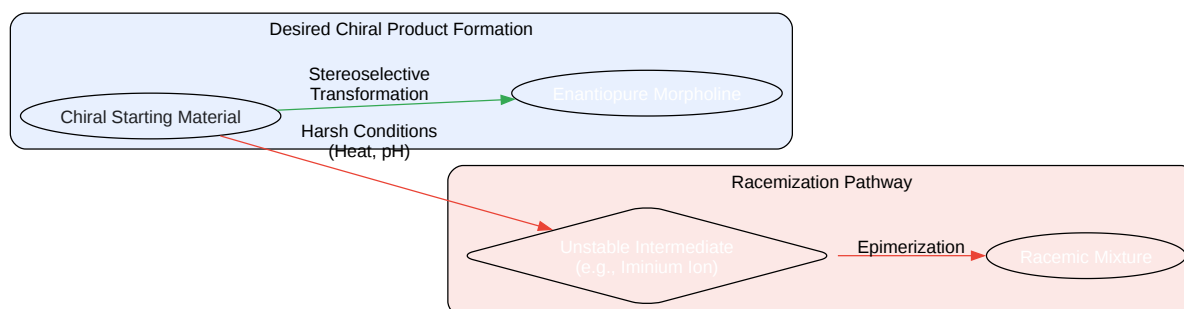 Desired Chiral Product Formation
Stereoselective
Transformation
Chiral Starting Material
Enantiopure Morpholine
Harsh Conditions
(Heat, pH)
Racemization Pathway
Unstable Intermediate
(e.g., Iminium Ion)
Epimerization
Racemic Mixture